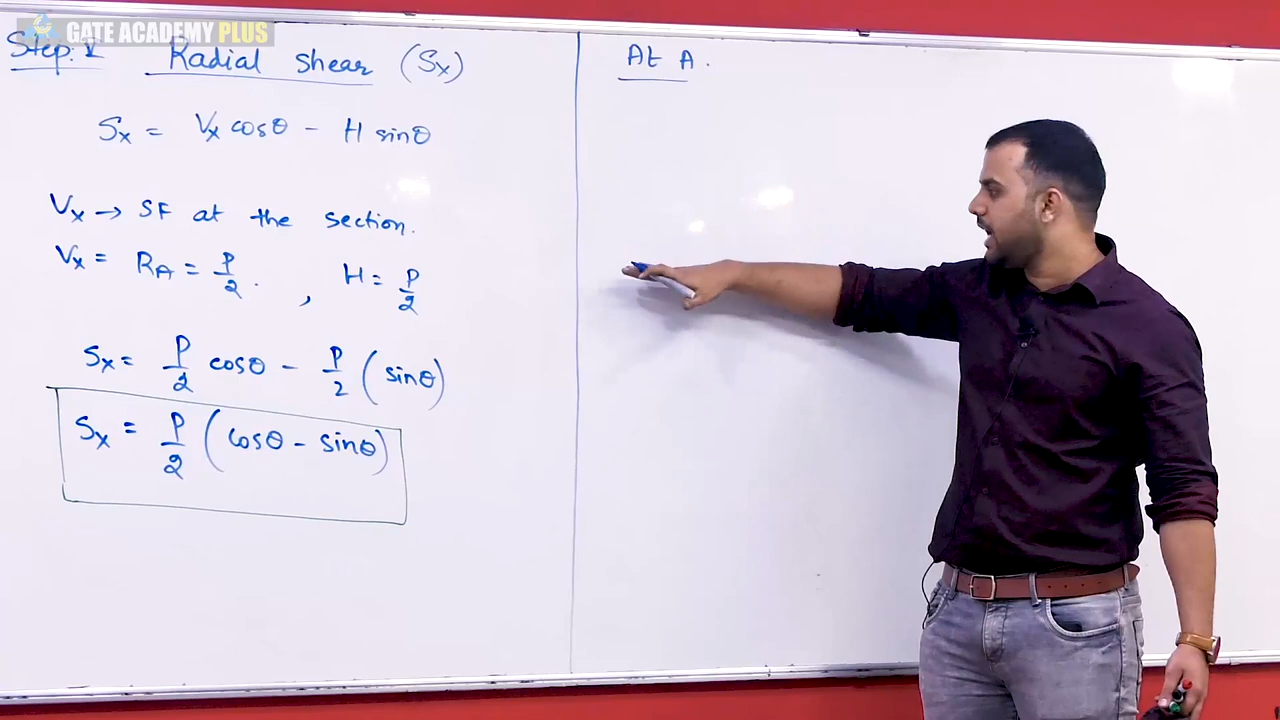 GATE ACADEMY PLUS
Step: Radial shear (Sx)
Sx = Vx cosθ - H sinθ
Vx → SF at the section.
Vx = RA = P/2 . , H = P/2
Sx = P/2 cosθ - P/2 (sinθ)
Sx = P/2 (cosθ - sinθ)
At A.